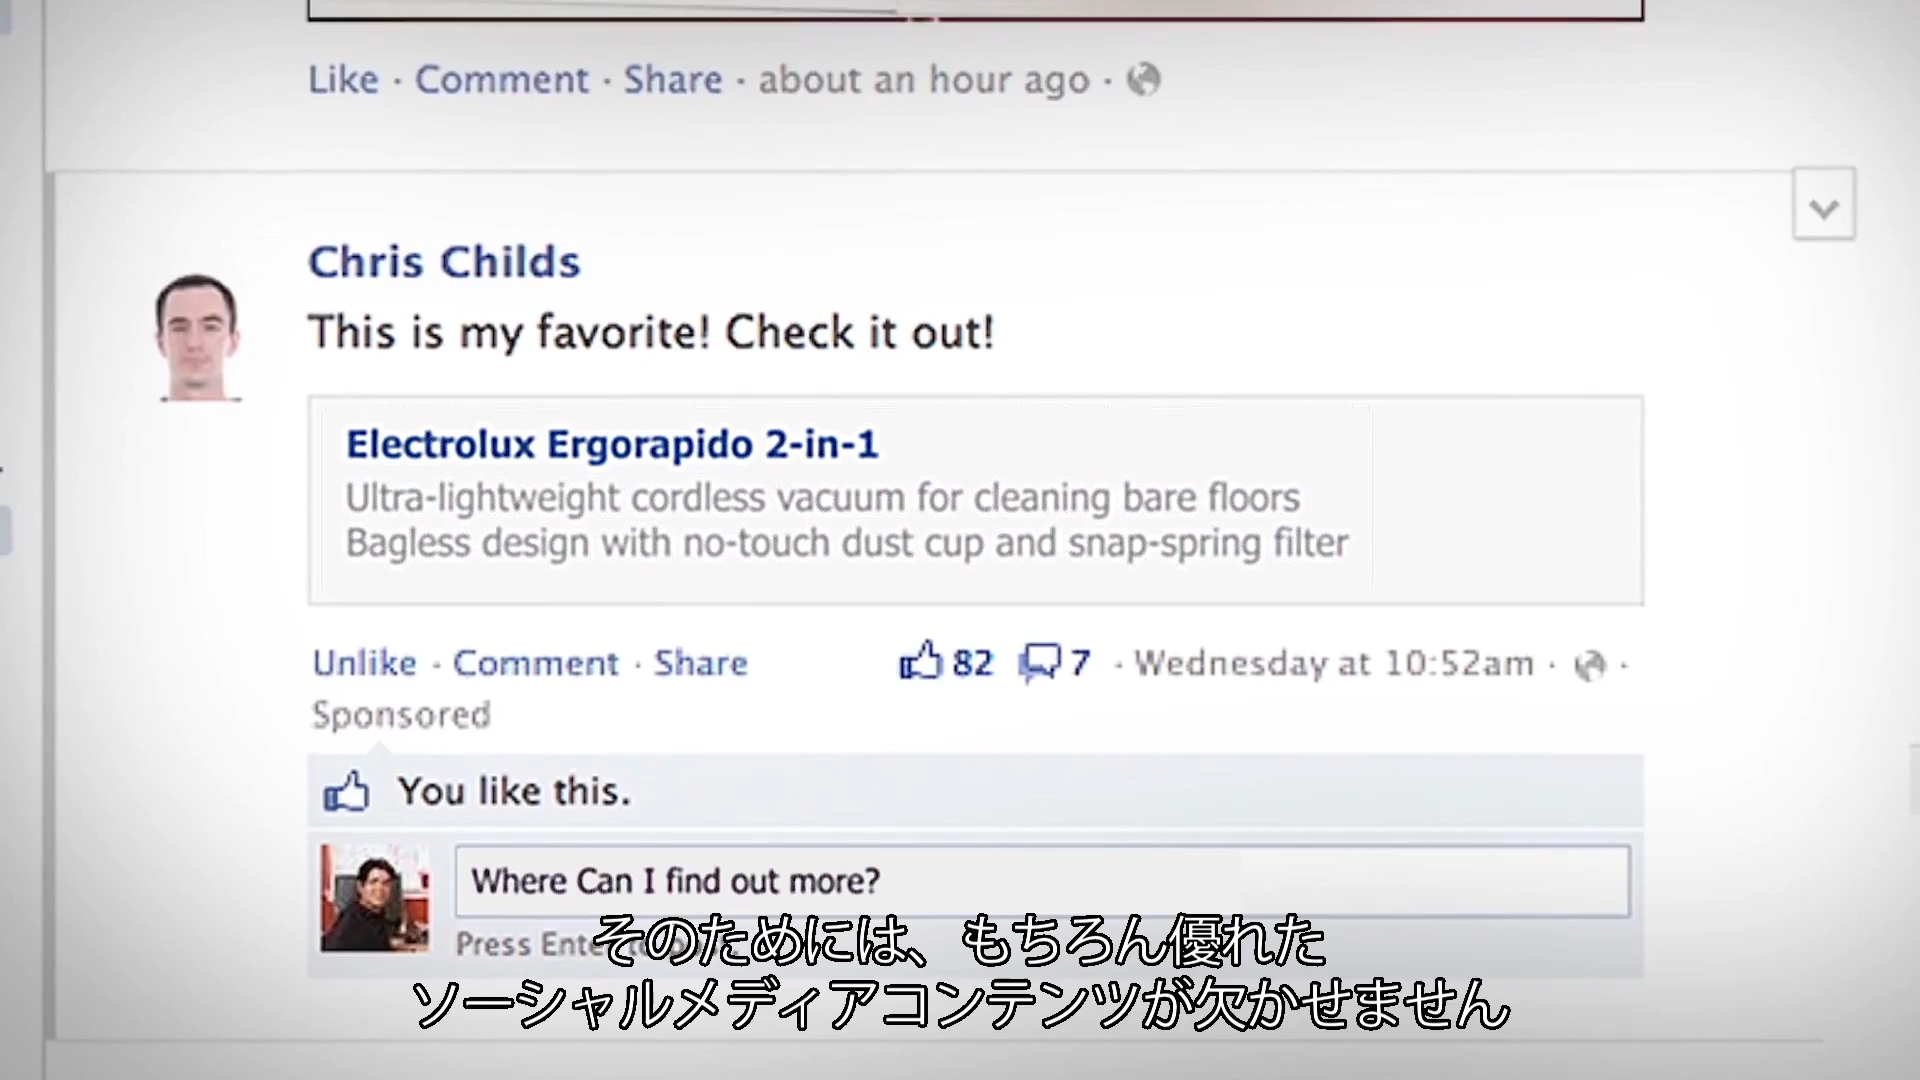 Like · Comment · Share · about an hour ago ·
Chris Childs
This is my favorite! Check it out!
Electrolux Ergorapido 2-in-1
Ultra-lightweight cordless vacuum for cleaning bare floors
Bagless design with no-touch dust cup and snap-spring filter
Unlike · Comment · Share 82 7 · Wednesday at 10:52am · ·
Sponsored
You like this.
Where Can I find out more?
Press
そのためには、もちろん優れた
ソーシャルメディアコンテンツが欠かせません